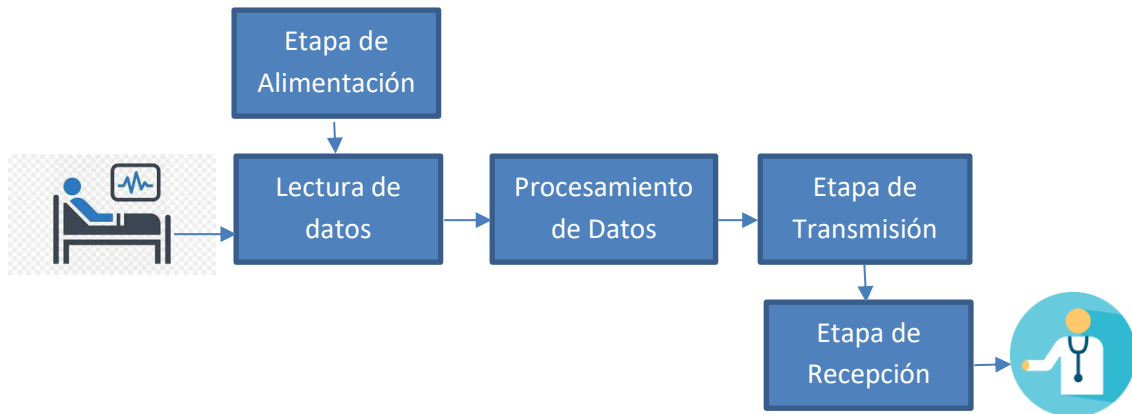 Etapa de
Alimentación
Lectura de
datos
Procesamiento
de Datos
Etapa de
Transmisión
Etapa de
Recepción